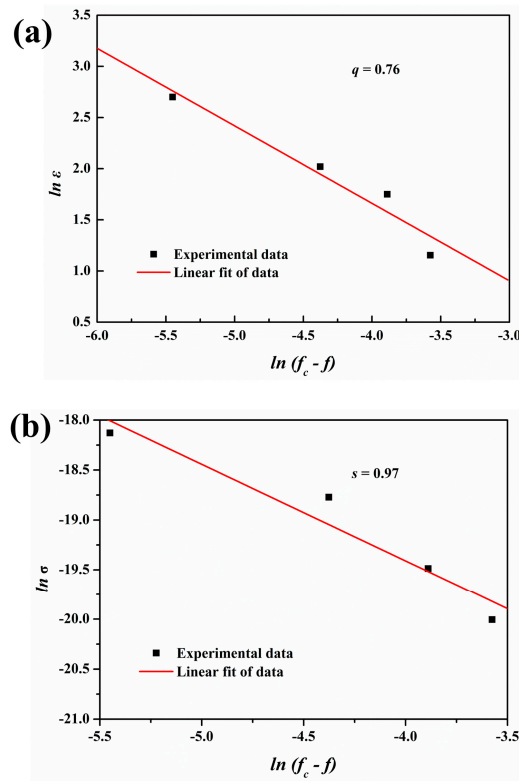 (a)
3.5
3.0
2.5
2.0
1.5
1.0
0.5
ln ε
q = 0.76
Experimental data
Linear fit of data
-6.0 -5.5 -5.0 -4.5 -4.0 -3.5 -3.0
ln (f_c - f)
(b)
-18.0
-18.5
-19.0
-19.5
-20.0
-20.5
-21.0
ln σ
s = 0.97
Experimental data
Linear fit of data
-5.5 -5.0 -4.5 -4.0 -3.5
ln (f_c - f)